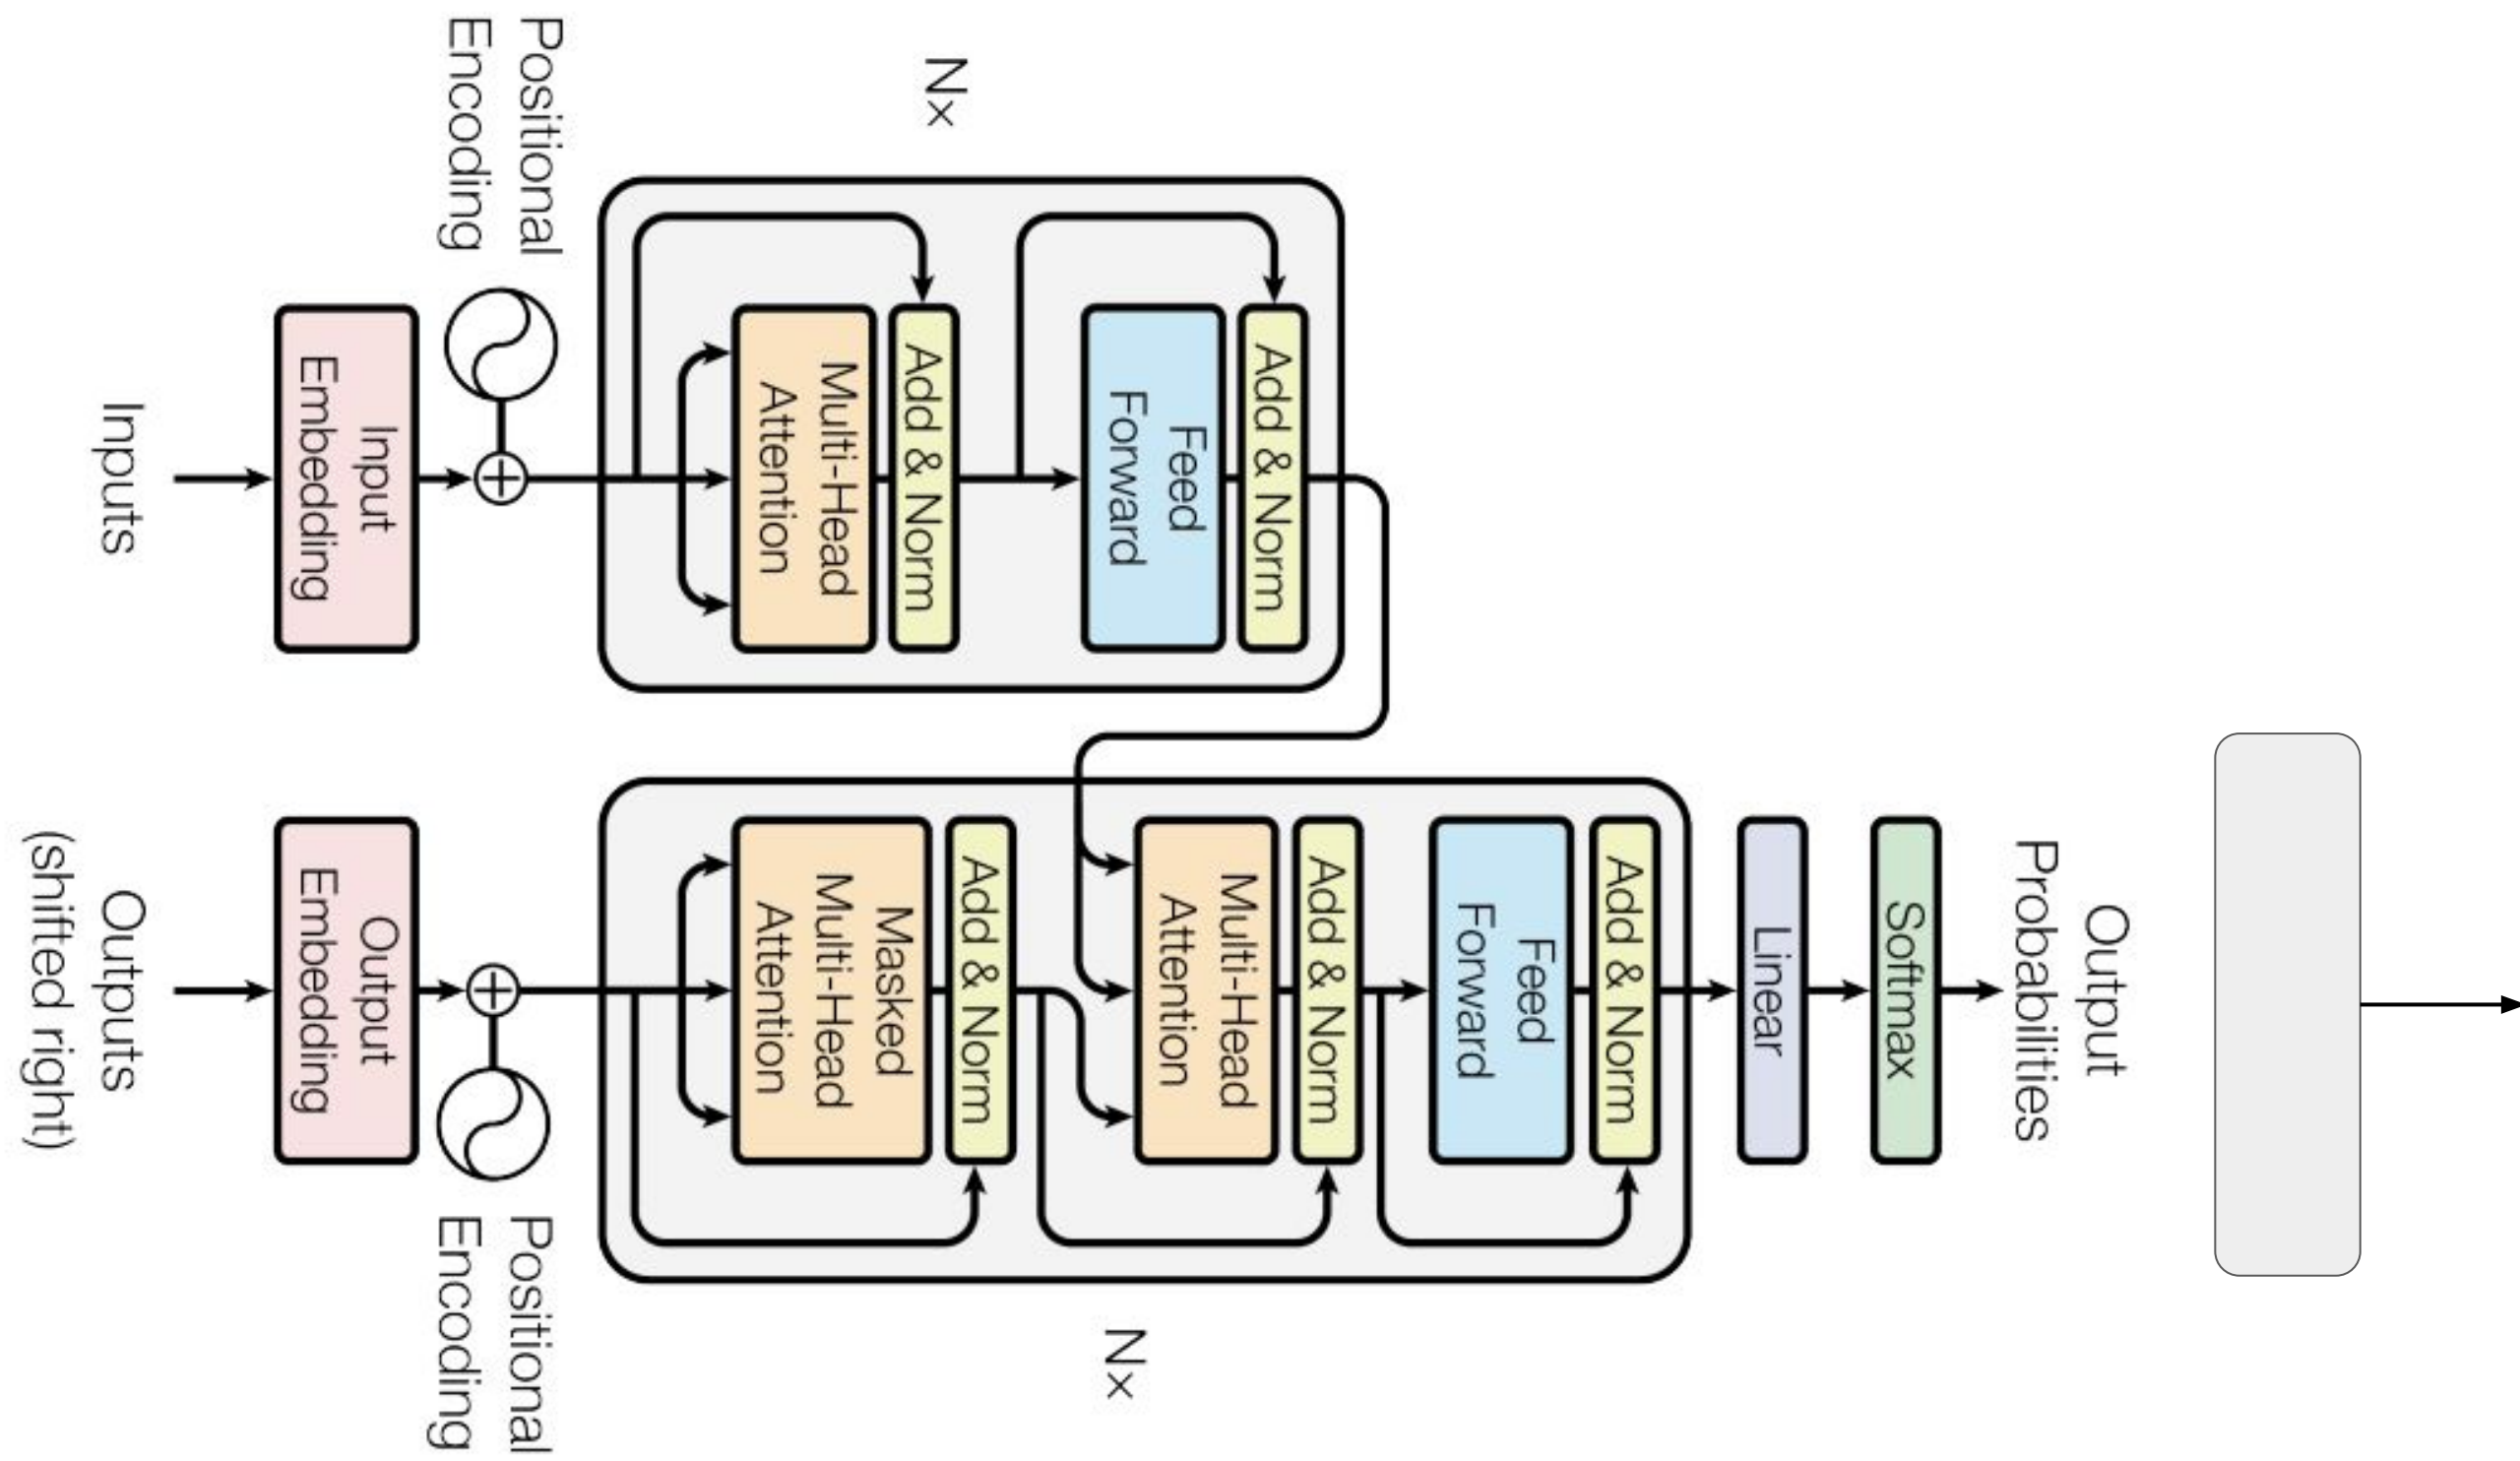 Output
Probabilities
Softmax
Linear
Add & Norm
Feed
Forward
Add & Norm
Multi-Head
Attention
Add & Norm
Masked
Multi-Head
Attention
N×
Positional
Encoding
Output
Embedding
Outputs
(shifted right)
Add & Norm
Feed
Forward
Add & Norm
Multi-Head
Attention
N×
Positional
Encoding
Input
Embedding
Inputs